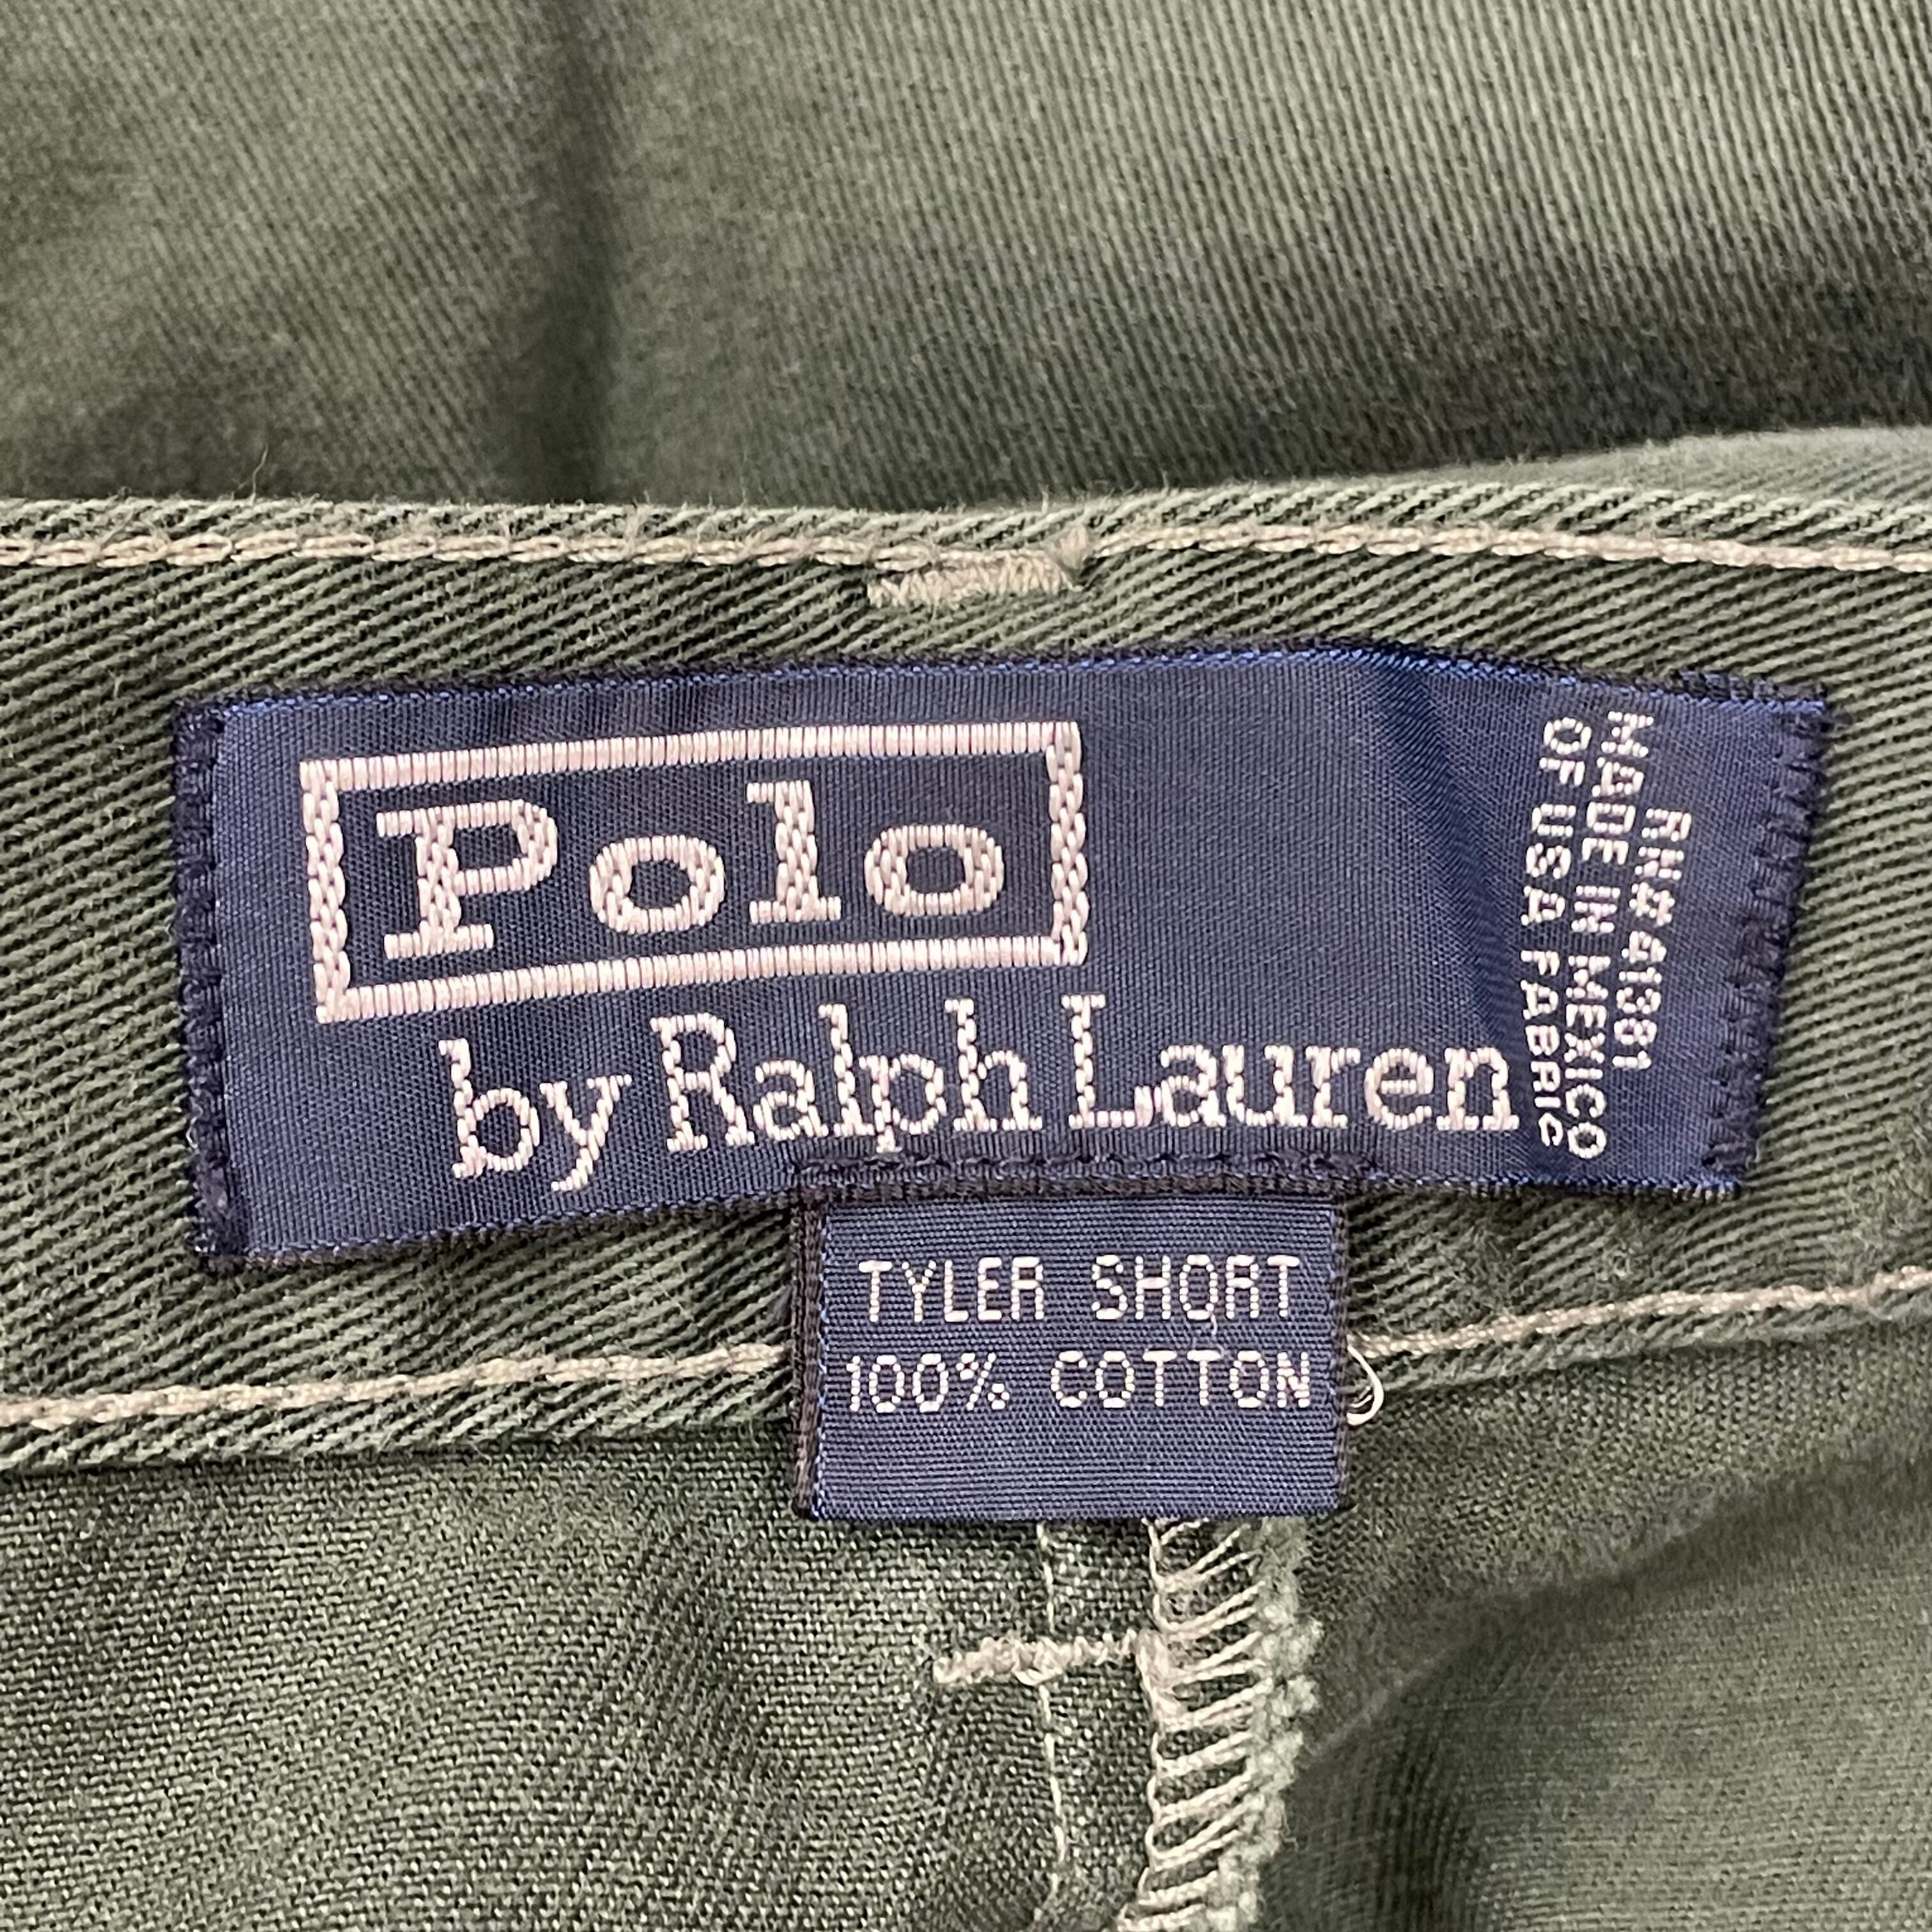 Polo
by Ralph Lauren
RN# 41381
MADE IN MEXICO
OF USA FABRIC
TYLER SHORT
100% COTTON